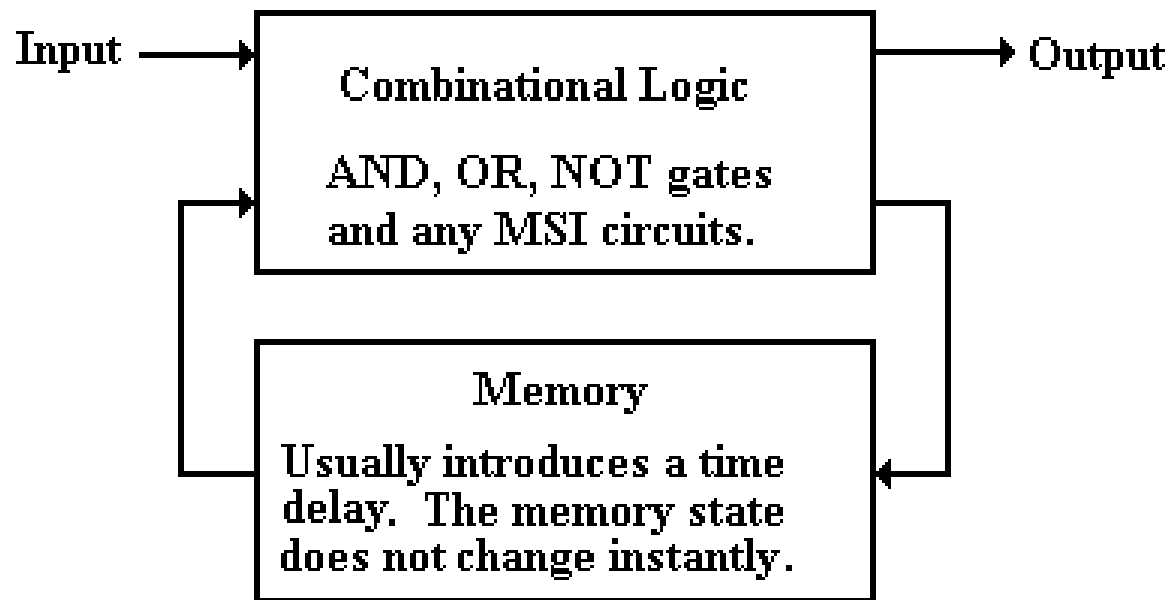 Input
Output
Combinational Logic
AND, OR, NOT gates
and any MSI circuits.
Memory
Usually introduces a time
delay.  The memory state
does not change instantly.